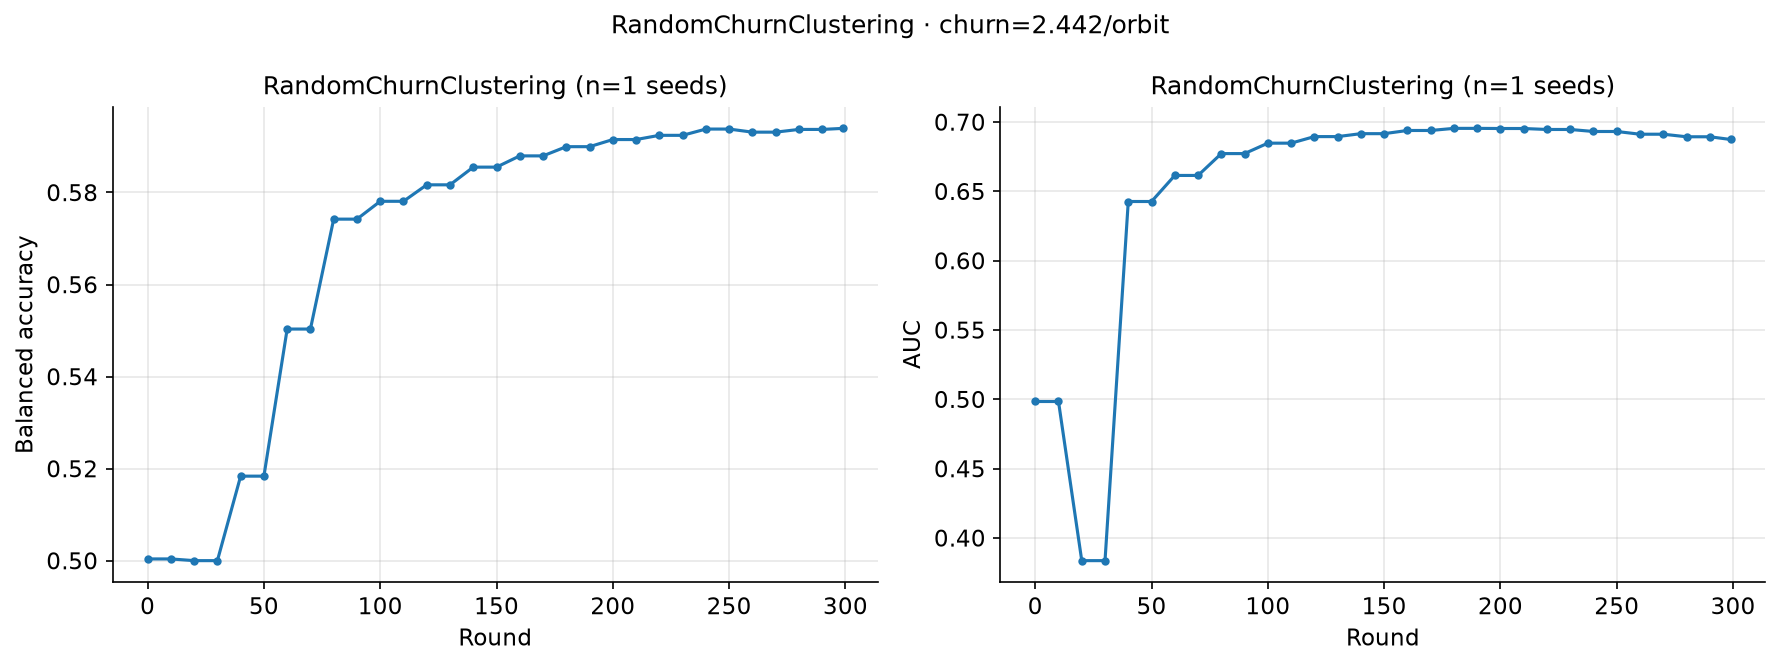 RandomChurnClustering · churn=2.442/orbit
RandomChurnClustering (n=1 seeds)
Balanced accuracy
0.58
0.56
0.54
0.52
0.50
0 50 100 150 200 250 300
Round
RandomChurnClustering (n=1 seeds)
AUC
0.70
0.65
0.60
0.55
0.50
0.45
0.40
0 50 100 150 200 250 300
Round